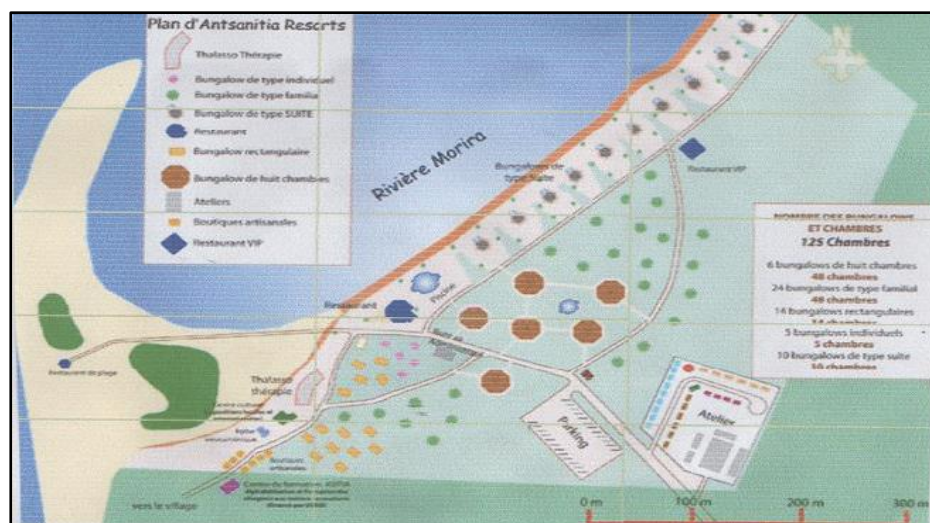 Plan d'Antsanitia Resorts
Thalasso Thérapie
Bungalow de type individuel
Bungalow de type familia
Bungalow de type SUITE
Restaurant
Bungalow rectangulaire
Bungalow de huit chambres
Ateliers
Boutiques artisanales
Restaurant VIP
N
Rivière Morira
Bungalows de
type Suite
Restaurant VIP
NOMBRE DES BUNGALOWS
ET CHAMBRES
125 Chambres
6 bungalows de huit chambres
48 chambres
24 bungalows de type familial
48 chambres
14 bungalows rectangulaires
14 chambres
5 bungalows individuels
5 chambres
10 bungalows de type suite
10 chambres
Restaurant
Piscine
Restaurant de plage
Thalasso
thérapie
Boutiques
artisanales
vers le village
Parking
Atelier
0 m
100 m
200 m
300 m